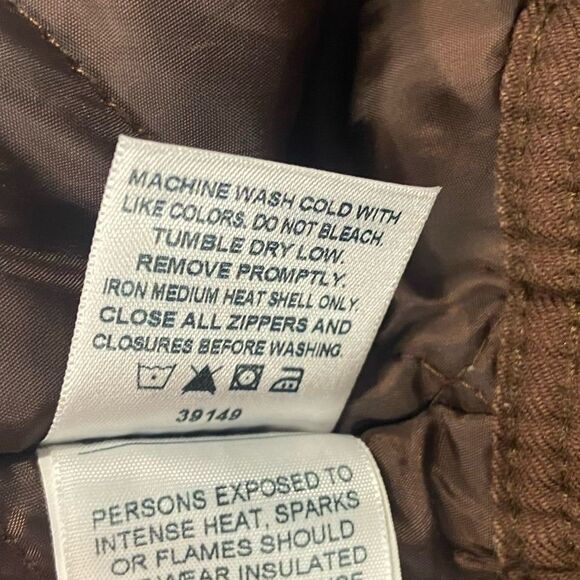 MACHINE WASH COLD WITH
LIKE COLORS. DO NOT BLEACH.
TUMBLE DRY LOW.
REMOVE PROMPTLY.
IRON MEDIUM HEAT SHELL ONLY.
CLOSE ALL ZIPPERS AND
CLOSURES BEFORE WASHING.
39149
PERSONS EXPOSED TO
INTENSE HEAT, SPARKS
OR FLAMES SHOULD
WEAR INSULATED